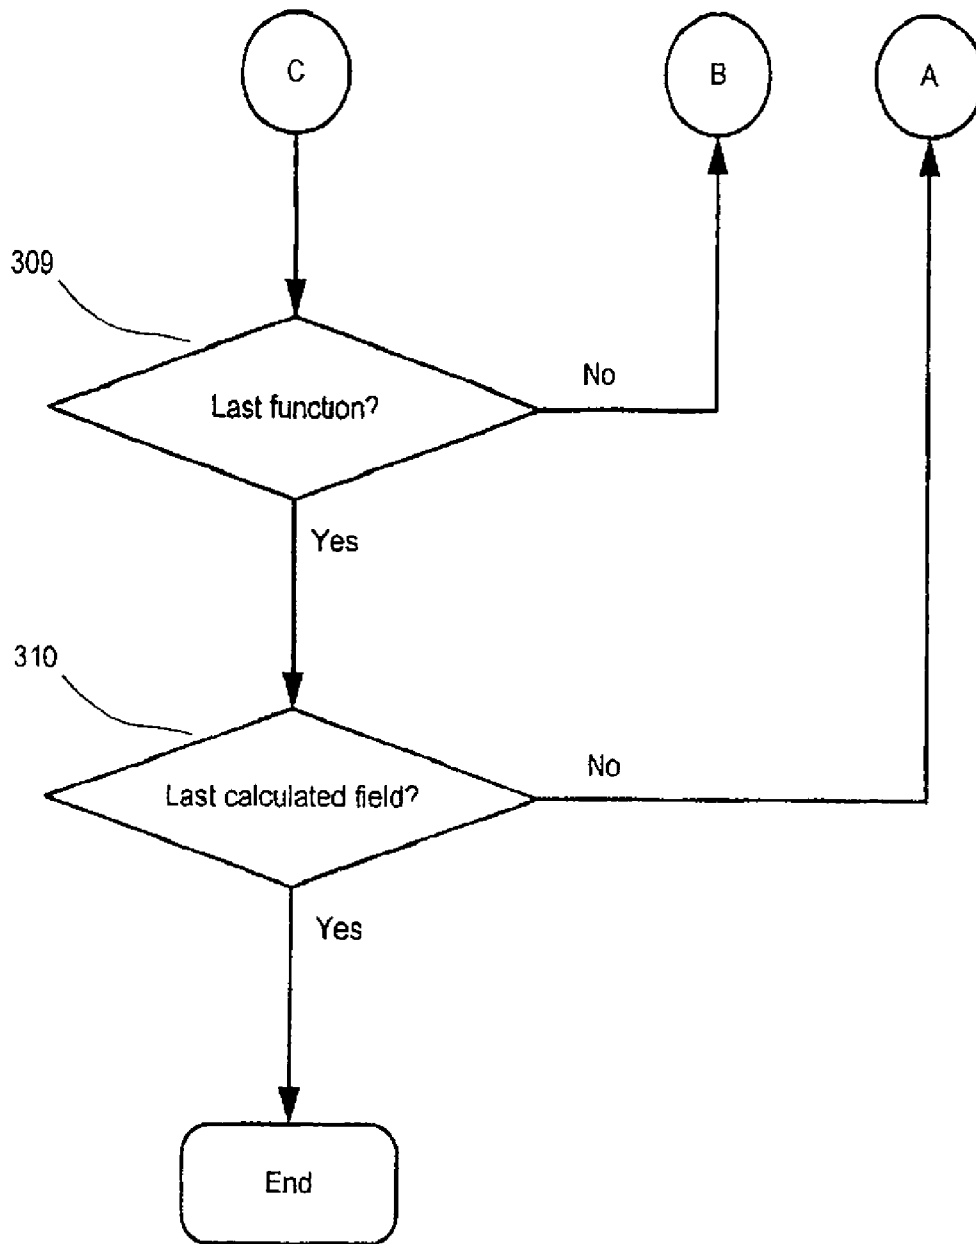 C
B
A
309
Last function?
No
Yes
310
Last calculated field?
No
Yes
End